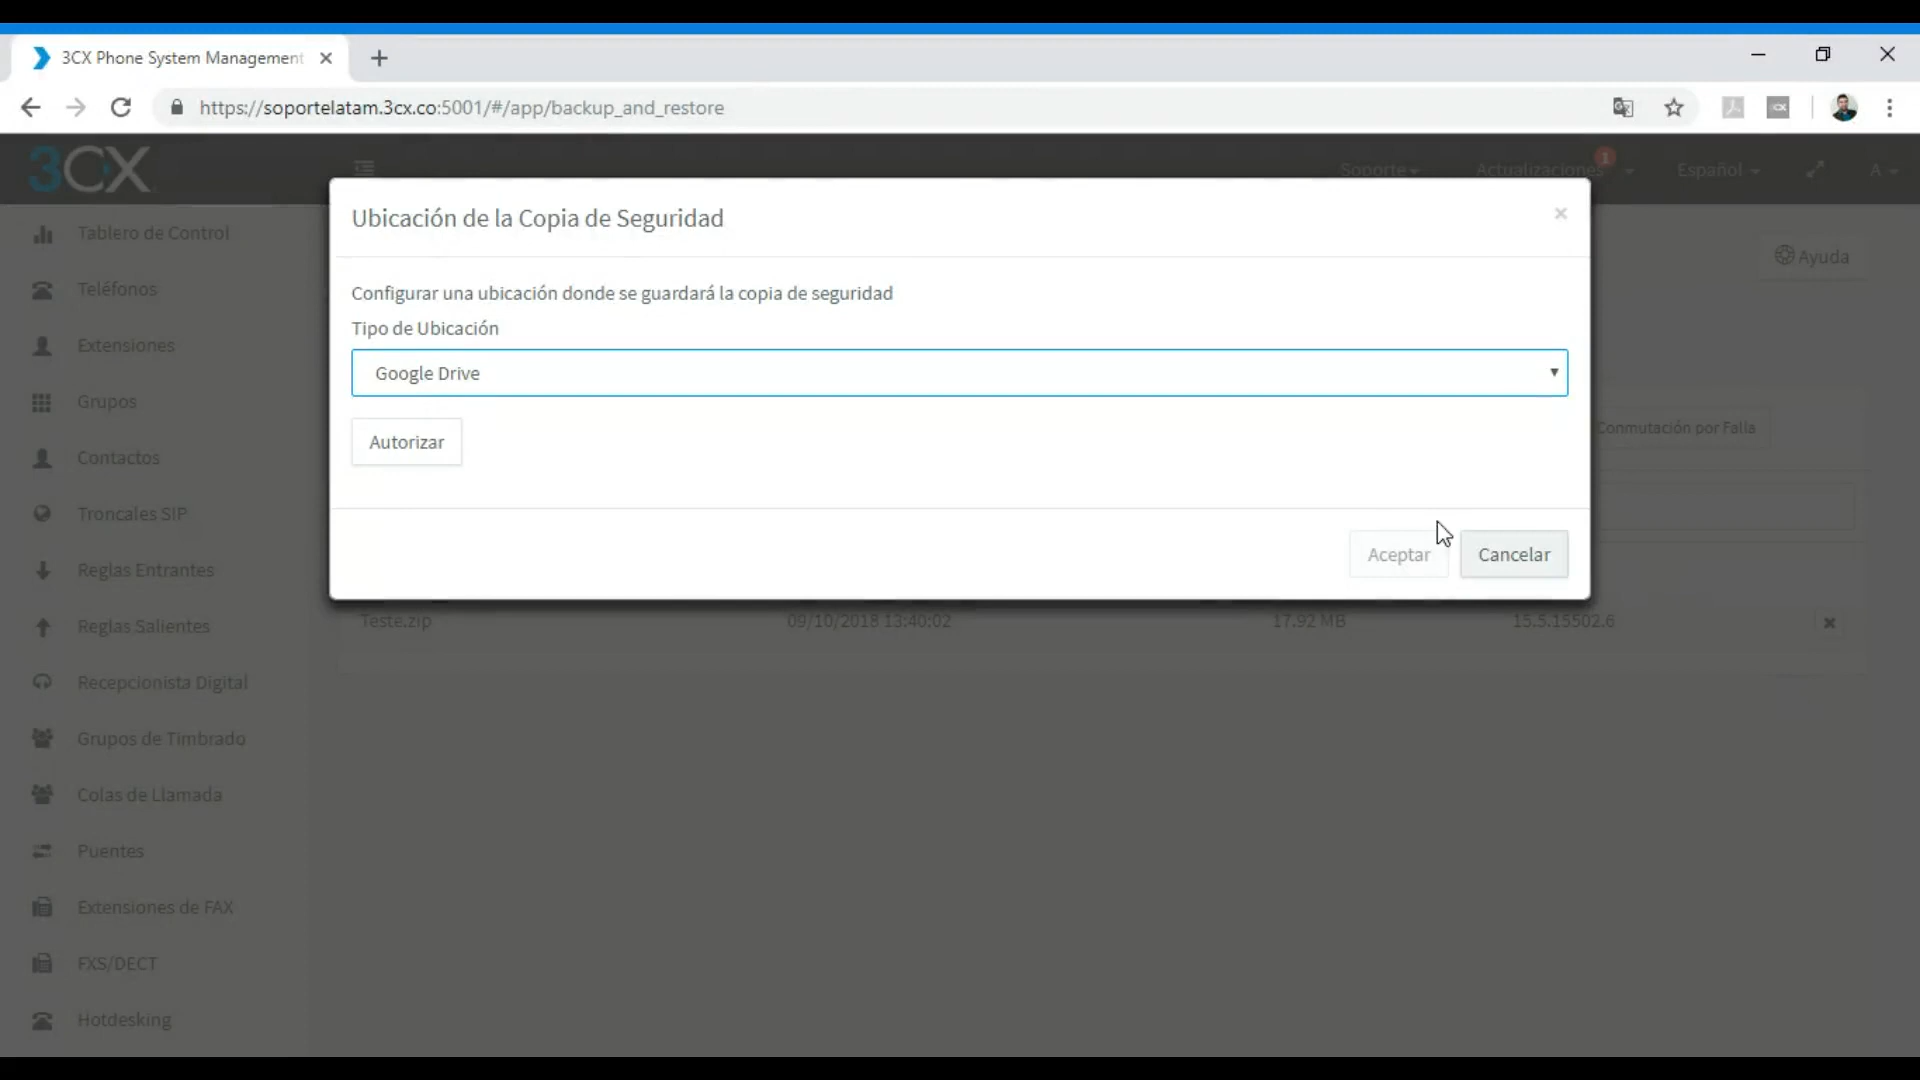 3CX Phone System Management
https://soportelatam.3cx.co:5001/#/app/backup_and_restore
3CX
Soporte
Actualizaciones
1
Español
A
Ubicación de la Copia de Seguridad
Tablero de Control
Ayuda
Teléfonos
Configurar una ubicación donde se guardará la copia de seguridad
Tipo de Ubicación
Extensiones
Google Drive
Grupos
Conmutación por Falla
Autorizar
Contactos
Troncales SIP
Aceptar
Cancelar
Reglas Entrantes
Teste.zip 09/10/2018 13:40:02 17.92 MB 15.5.15502.6
Reglas Salientes
Recepcionista Digital
Grupos de Timbrado
Colas de Llamada
Puentes
Extensiones de FAX
FXS/DECT
Hotdesking